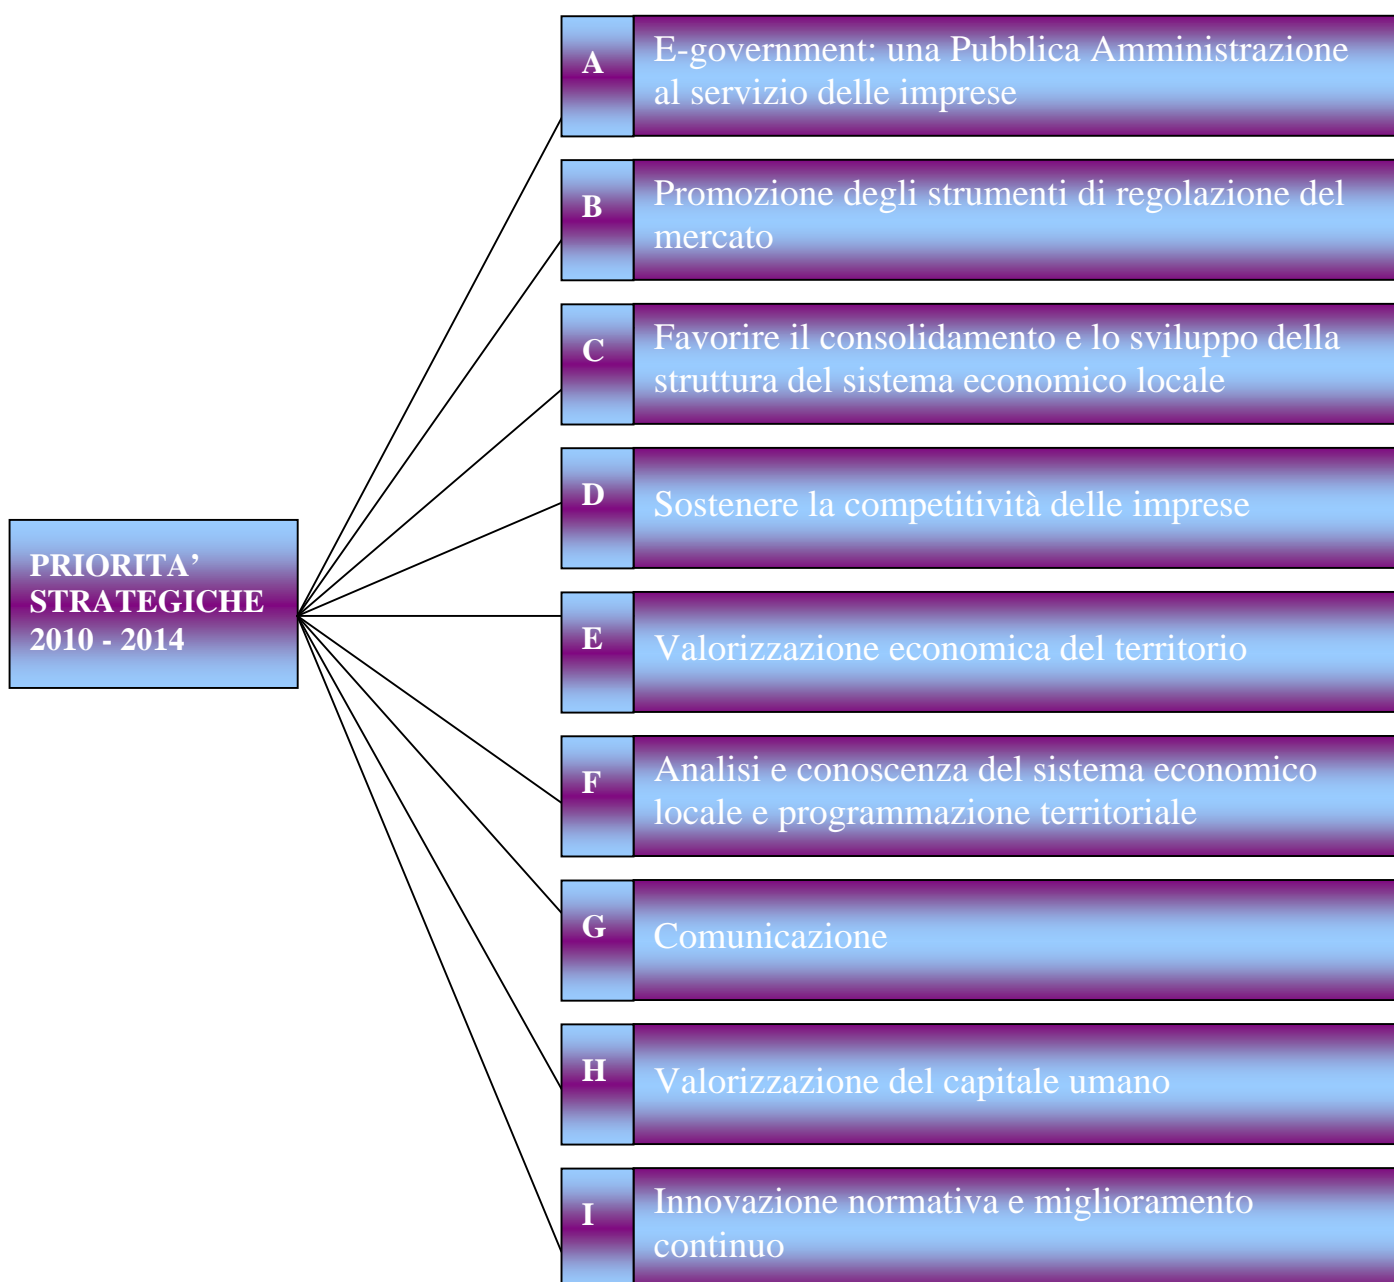 A
E-government: una Pubblica Amministrazione
al servizio delle imprese
B
Promozione degli strumenti di regolazione del
mercato
C
Favorire il consolidamento e lo sviluppo della
struttura del sistema economico locale
D
Sostenere la competitività delle imprese
PRIORITA’
STRATEGICHE
2010 - 2014
E
Valorizzazione economica del territorio
F
Analisi e conoscenza del sistema economico
locale e programmazione territoriale
G
Comunicazione
H
Valorizzazione del capitale umano
I
Innovazione normativa e miglioramento
continuo